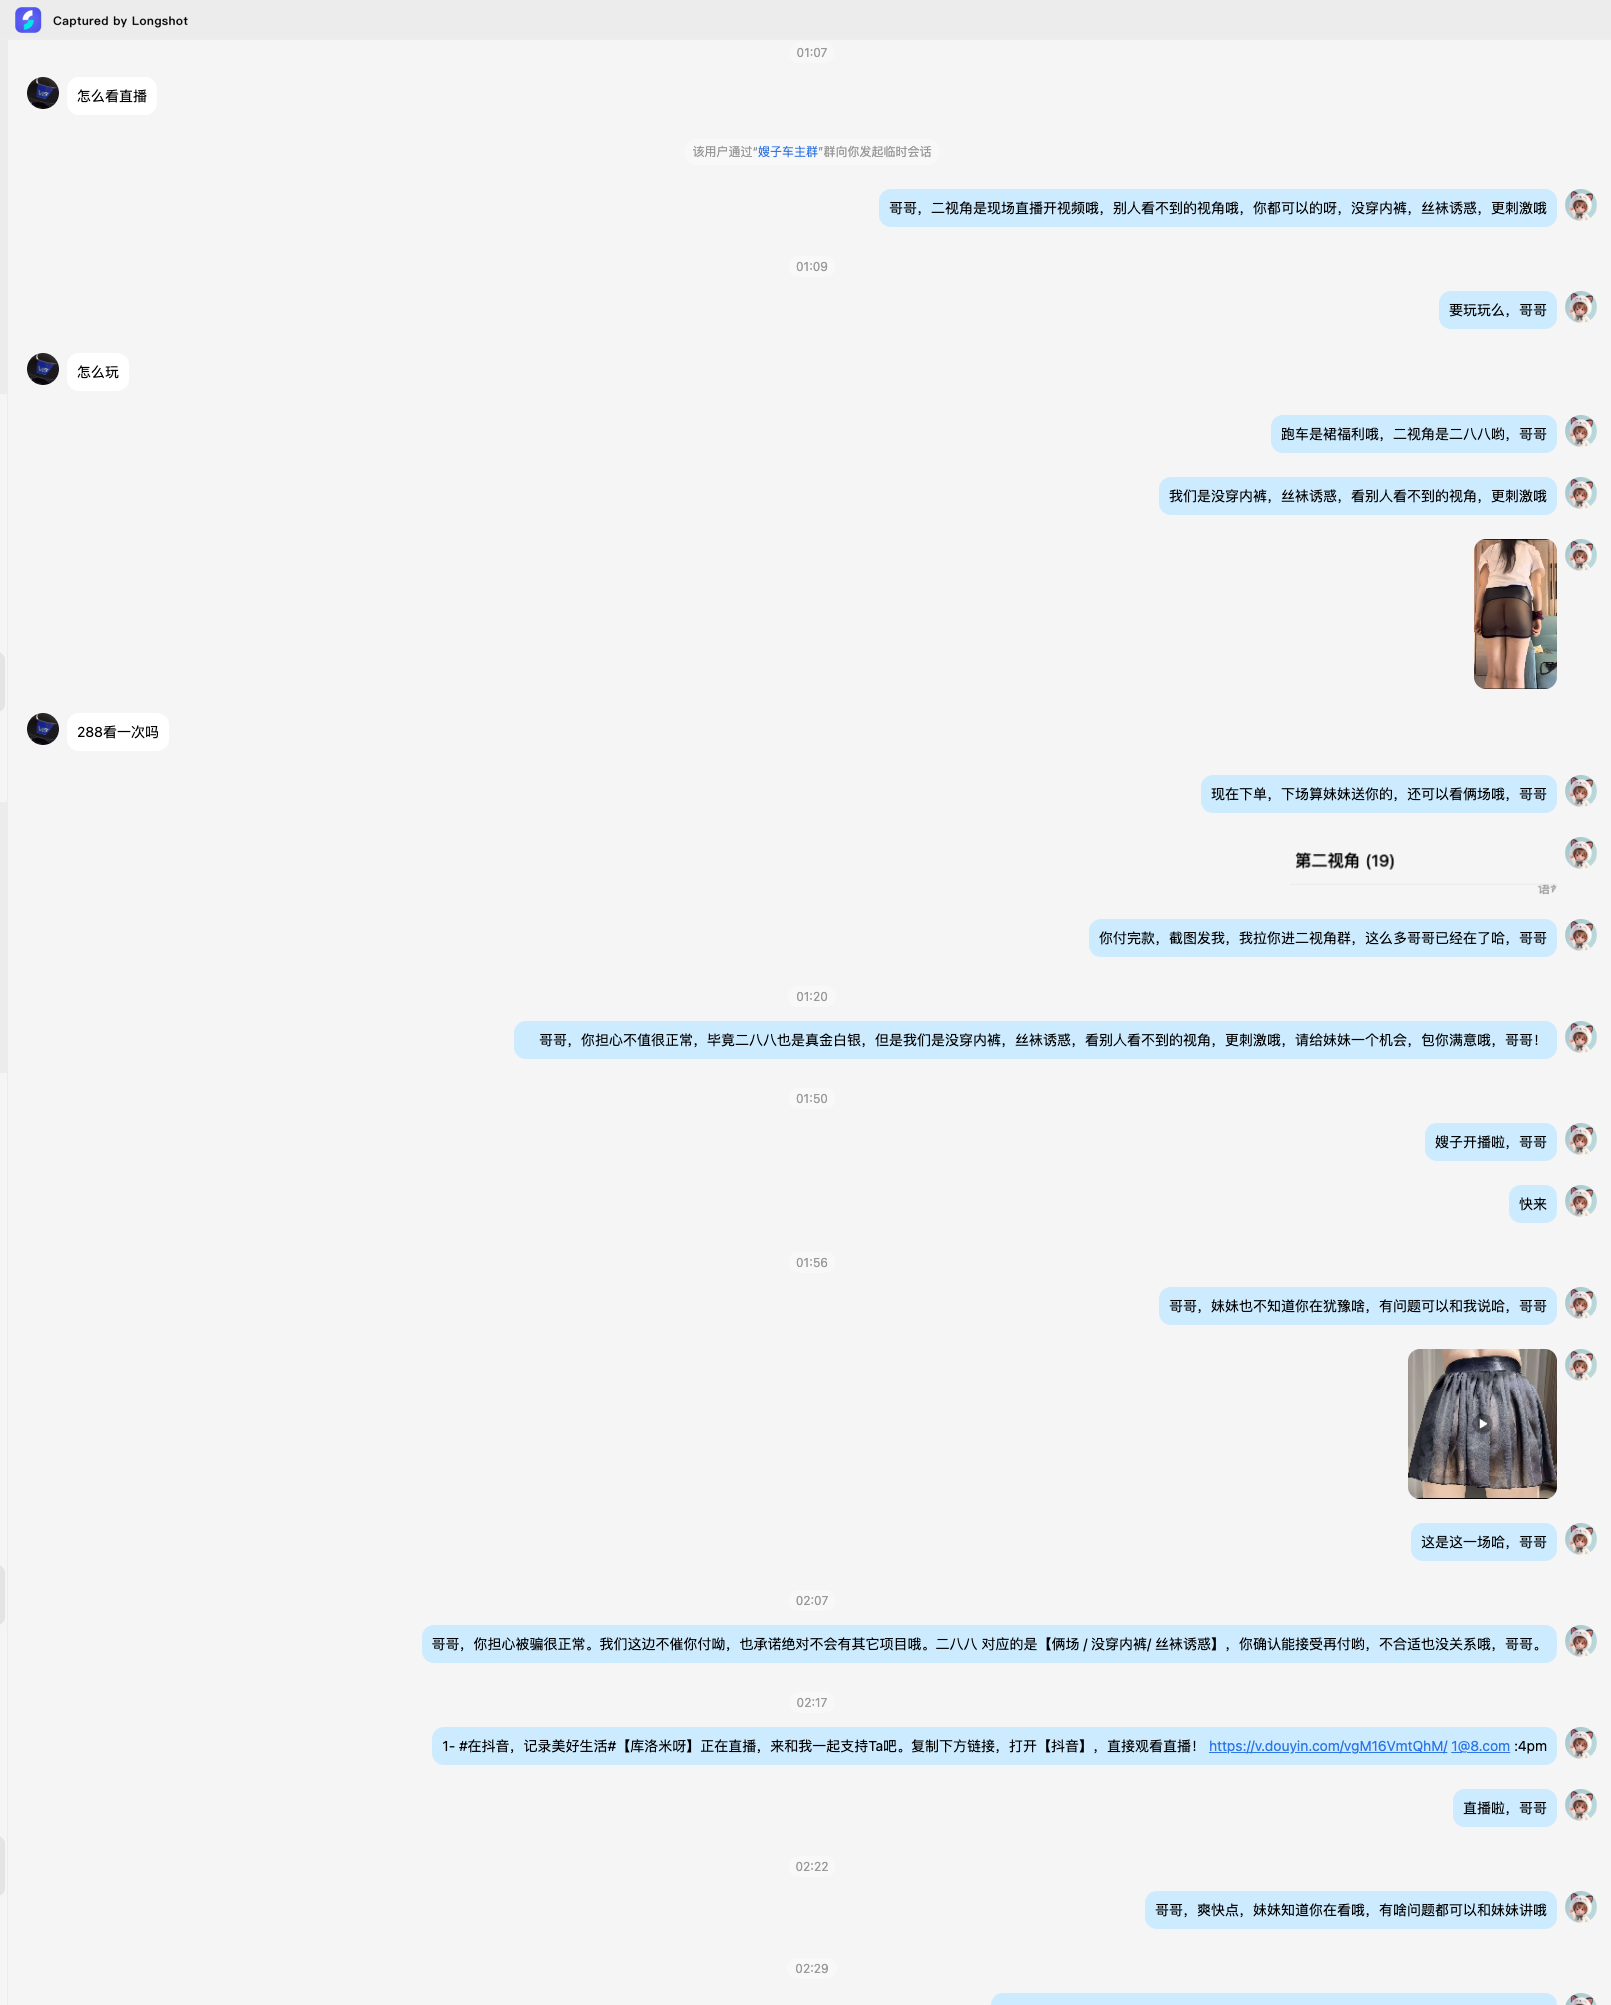 Captured by Longshot
01:07
怎么看直播
该用户通过“嫂子车主群”群向你发起临时会话
哥哥，二视角是现场直播开视频哦，别人看不到的视角哦，你都可以的呀，没穿内裤，丝袜诱惑，更刺激哦
01:09
要玩玩么，哥哥
怎么玩
跑车是裙福利哦，二视角是二八八哟，哥哥
我们是没穿内裤，丝袜诱惑，看别人看不到的视角，更刺激哦
288看一次吗
现在下单，下场算妹妹送你的，还可以看俩场哦，哥哥
第二视角 (19)
你付完款，截图发我，我拉你进二视角群，这么多哥哥已经在了哈，哥哥
01:20
哥哥，你担心不值很正常，毕竟二八八也是真金白银，但是我们是没穿内裤，丝袜诱惑，看别人看不到的视角，更刺激哦，请给妹妹一个机会，包你满意哦，哥哥！
01:50
嫂子开播啦，哥哥
快来
01:56
哥哥，妹妹也不知道你在犹豫啥，有问题可以和我说哈，哥哥
这是这一场哈，哥哥
02:07
哥哥，你担心被骗很正常。我们这边不催你付呦，也承诺绝对不会有其它项目哦。二八八 对应的是【俩场 / 没穿内裤/ 丝袜诱惑】，你确认能接受再付哟，不合适也没关系哦，哥哥。
02:17
1- #在抖音，记录美好生活#【库洛米呀】正在直播，来和我一起支持Ta吧。复制下方链接，打开【抖音】，直接观看直播！ https://v.douyin.com/vgM16VmtQhM/ 1@8.com :4pm
直播啦，哥哥
02:22
哥哥，爽快点，妹妹知道你在看哦，有啥问题都可以和妹妹讲哦
02:29